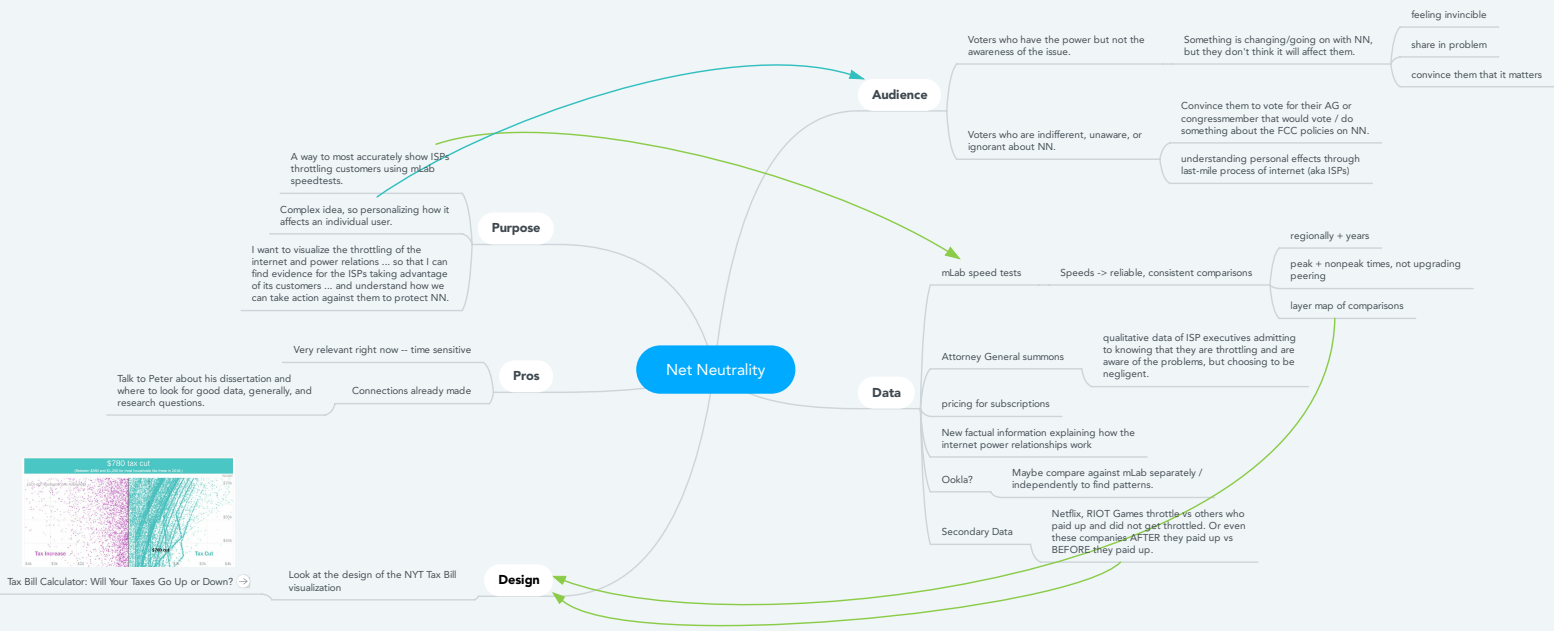 Net Neutrality
Audience
Voters who have the power but not the
awareness of the issue.
Something is changing/going on with NN,
but they don't think it will affect them.
feeling invincible
share in problem
convince them that it matters
Voters who are indifferent, unaware, or
ignorant about NN.
Convince them to vote for their AG or
congressmember that would vote / do
something about the FCC policies on NN.
understanding personal effects through
last-mile process of internet (aka ISPs)
Purpose
A way to most accurately show ISPs
throttling customers using mLab
speedtests.
Complex idea, so personalizing how it
affects an individual user.
I want to visualize the throttling of the
internet and power relations ... so that I can
find evidence for the ISPs taking advantage
of its customers ... and understand how we
can take action against them to protect NN.
Data
mLab speed tests
Speeds -> reliable, consistent comparisons
regionally + years
peak + nonpeak times, not upgrading
peering
layer map of comparisons
Attorney General summons
qualitative data of ISP executives admitting
to knowing that they are throttling and are
aware of the problems, but choosing to be
negligent.
pricing for subscriptions
New factual information explaining how the
internet power relationships work
Ookla?
Maybe compare against mLab separately /
independently to find patterns.
Secondary Data
Netflix, RIOT Games throttle vs others who
paid up and did not get throttled. Or even
these companies AFTER they paid up vs
BEFORE they paid up.
Pros
Very relevant right now -- time sensitive
Connections already made
Talk to Peter about his dissertation and
where to look for good data, generally, and
research questions.
Design
Look at the design of the NYT Tax Bill
visualization
$780 tax cut
Tax Increase
$780 cut
Tax Cut
Tax Bill Calculator: Will Your Taxes Go Up or Down?